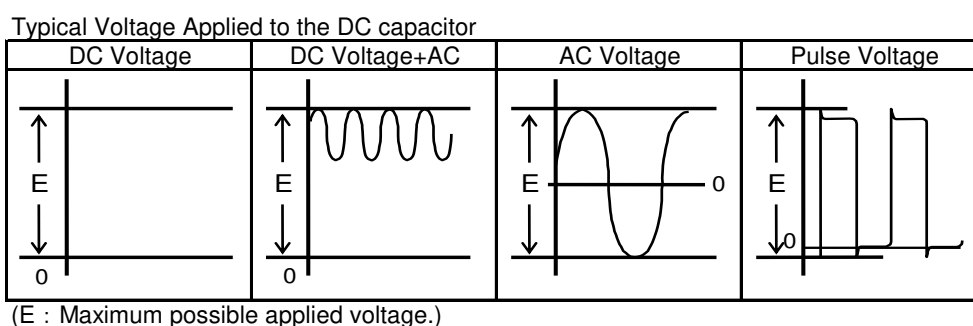 Typical Voltage Applied to the DC capacitor
DC Voltage DC Voltage+AC AC Voltage Pulse Voltage
E E E E
0 0
0 0
(E : Maximum possible applied voltage.)